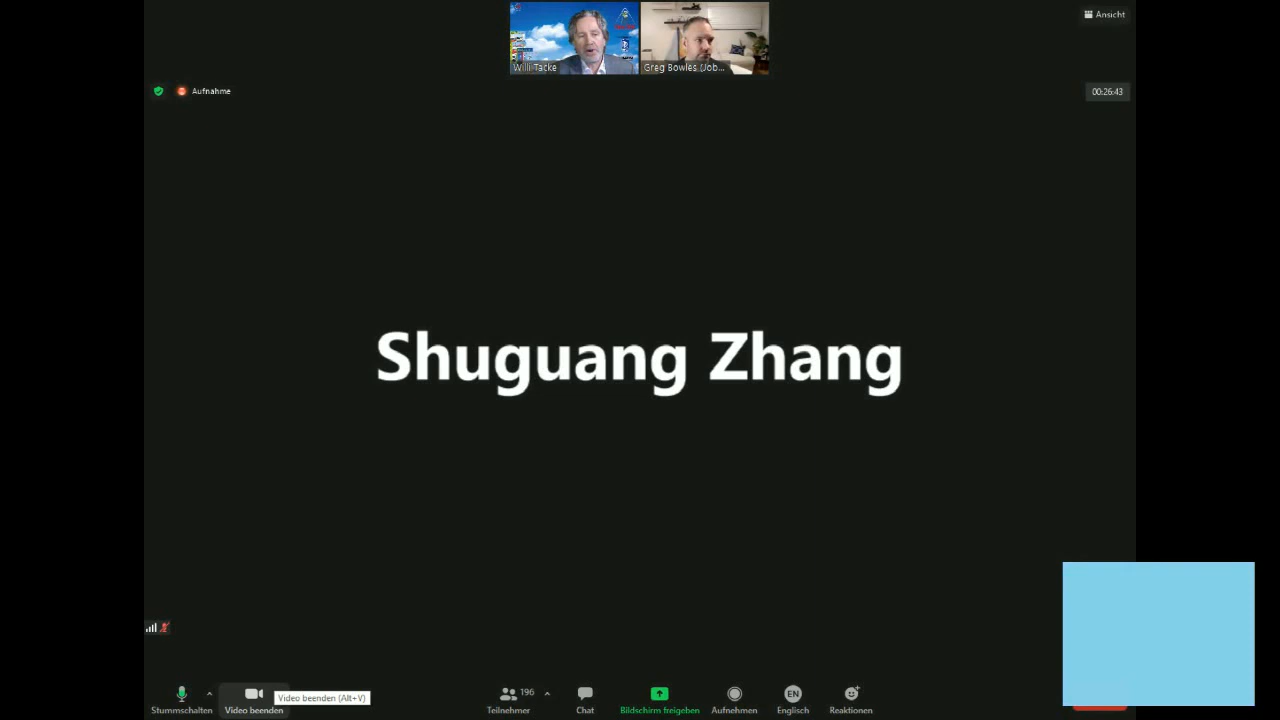 Willi Tacke
Greg Bowles (Job...
Ansicht
Aufnahme
00:26:43
Shuguang Zhang
Stummschalten
Video beenden
Video beenden (Alt+V)
196
Teilnehmer
Chat
Bildschirm freigeben
Aufnehmen
EN
Englisch
Reaktionen